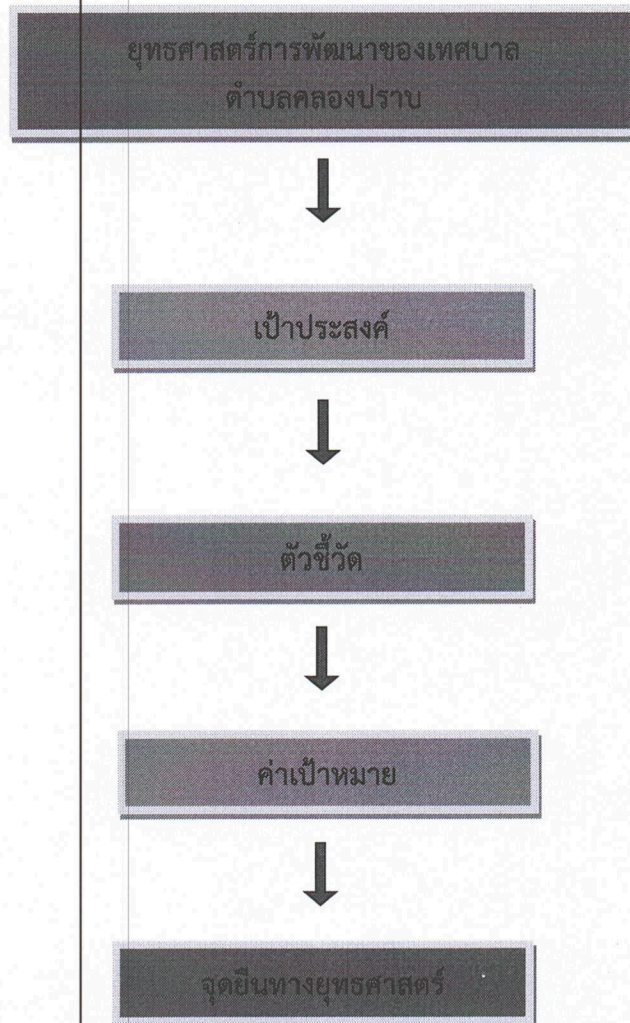 ยุทธศาสตร์การพัฒนาของเทศบาล
ตำบลคลองปราบ
เป้าประสงค์
ตัวชี้วัด
ค่าเป้าหมาย
จุดยืนทางยุทธศาสตร์